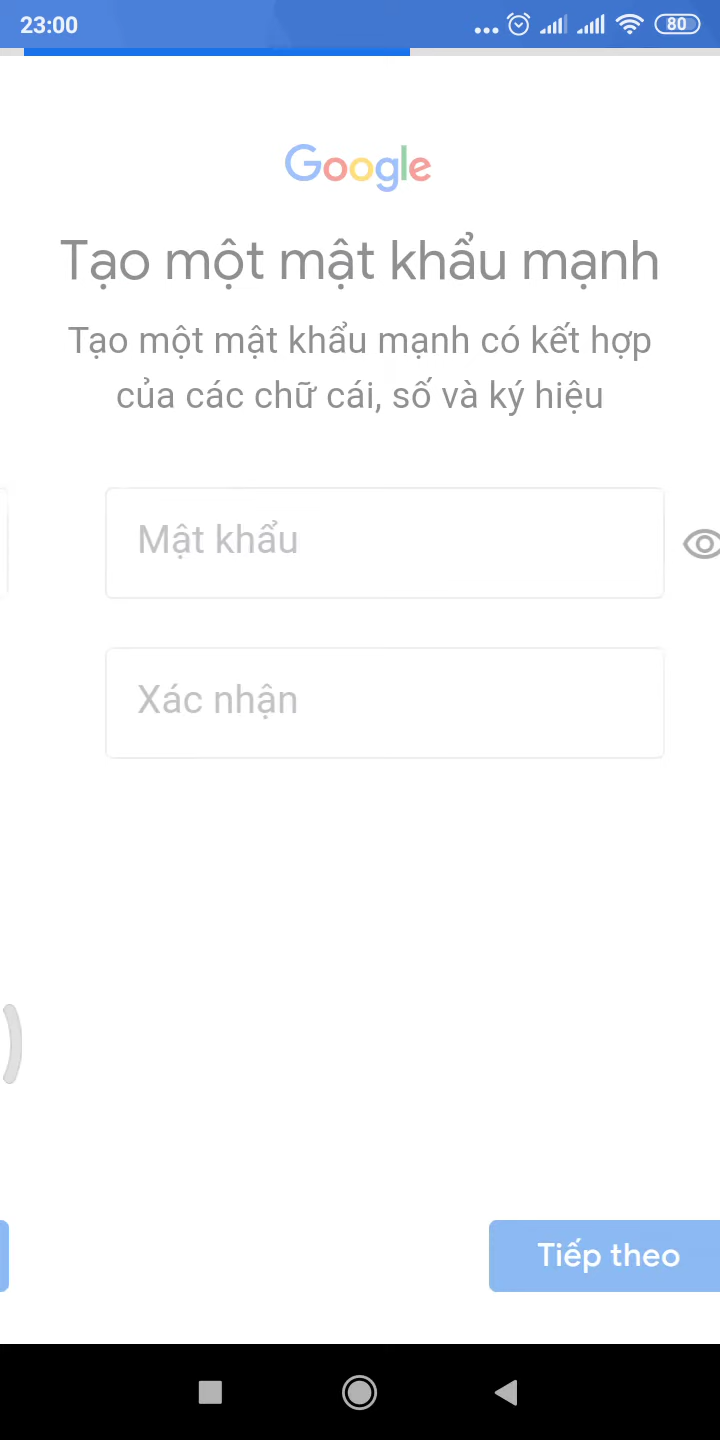 23:00
80
Google
Tạo một mật khẩu mạnh
Tạo một mật khẩu mạnh có kết hợp
của các chữ cái, số và ký hiệu
Mật khẩu
Xác nhận
Tiếp theo